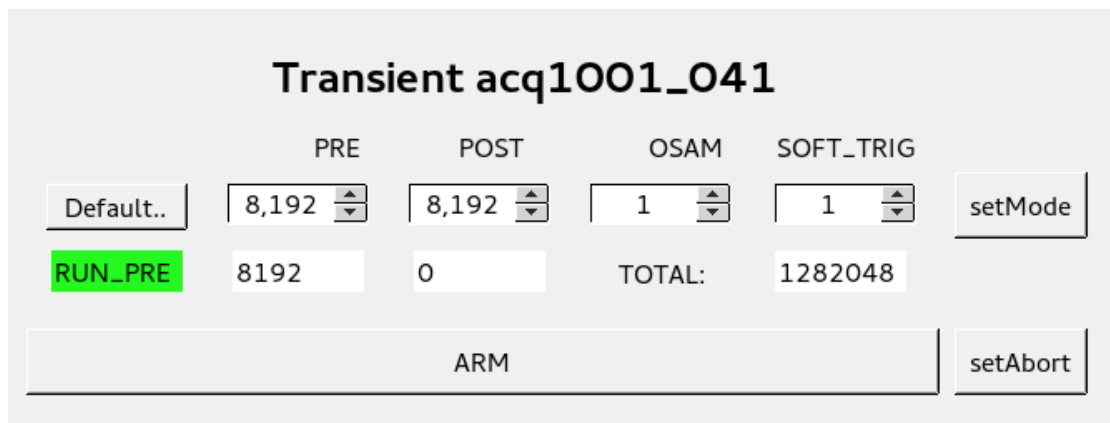 Transient acq1001_041
PRE POST OSAM SOFT_TRIG
Default.. 8,192 8,192 1 1 setMode
RUN_PRE 8192 0 TOTAL: 1282048
ARM setAbort